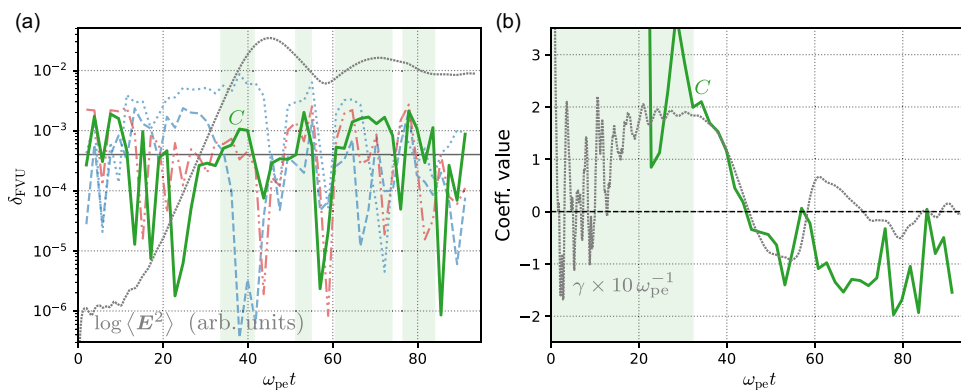 (a)
10⁻²
10⁻³
10⁻⁴
10⁻⁵
10⁻⁶
δ_FVU
C
log ⟨E²⟩ (arb. units)
0 20 40 60 80
ω_pe t
(b)
3
2
1
0
−1
−2
Coeff. value
C
γ × 10 ω_pe⁻¹
0 20 40 60 80
ω_pe t